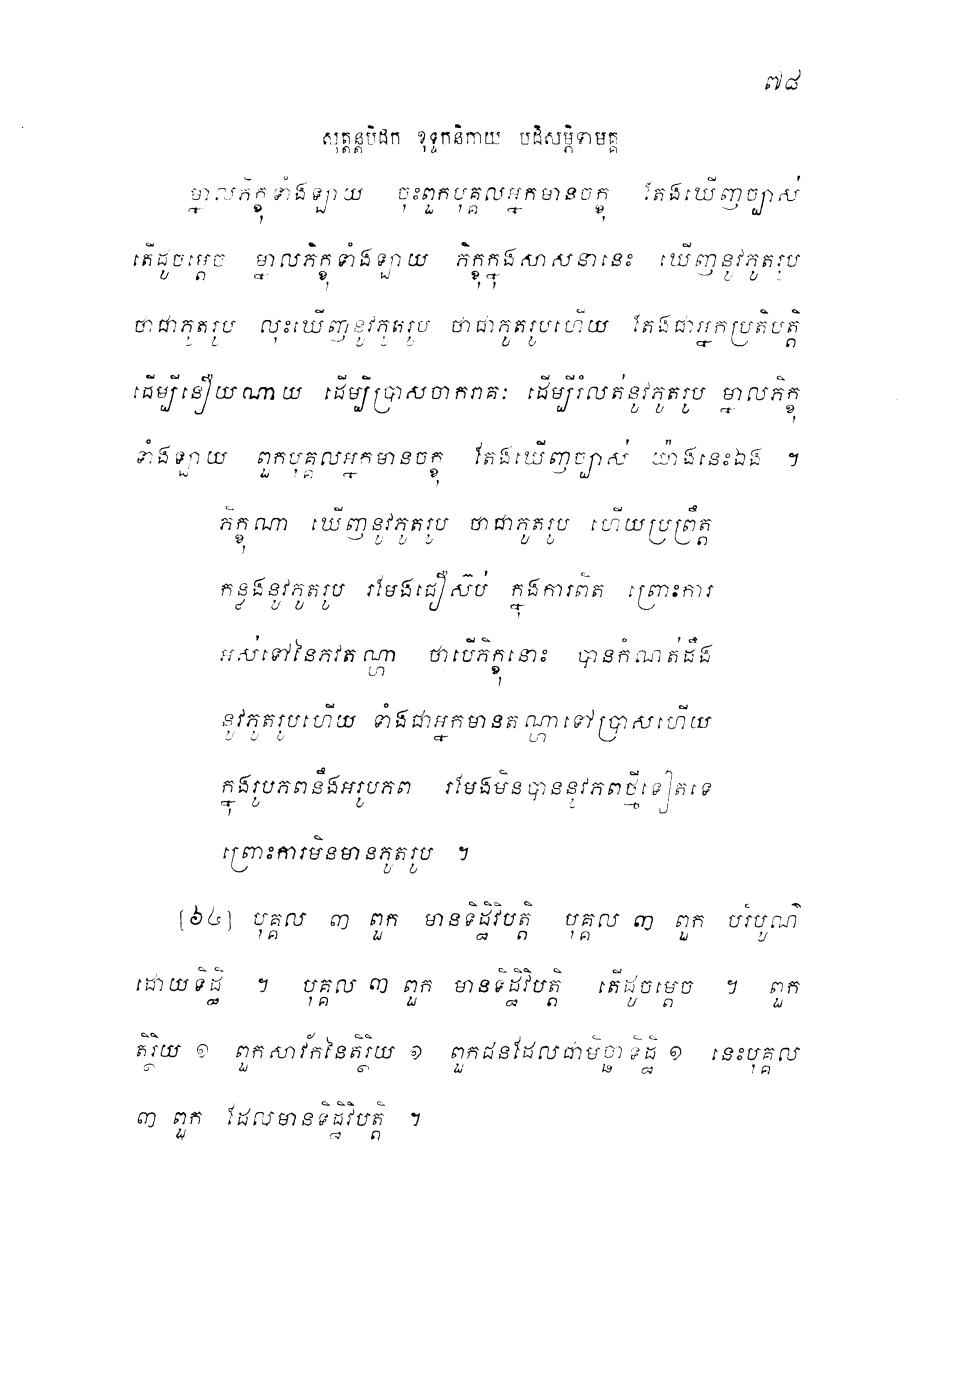 ៧៨
សុត្តន្តបិដក ខុទ្ទកនិកាយ បដិសម្ភិទាមគ្គ
ម្នាលភិក្ខុទាំងឡាយ ចុះពួកបុគ្គលអ្នកមានចក្ខុ តែងឃើញច្បាស់
តើដូចម្តេច ម្នាលភិក្ខុទាំងឡាយ ភិក្ខុក្នុងសាសនានេះ ឃើញនូវភូតរូប
ថាជាភូតរូប លុះឃើញនូវភូតរូប ថាជាភូតរូបហើយ តែងជាអ្នកប្រតិបត្តិ
ដើម្បីនឿយណាយ ដើម្បីប្រាសចាករាគៈ ដើម្បីរំលត់នូវភូតរូប ម្នាលភិក្ខុ
ទាំងឡាយ ពួកបុគ្គលអ្នកមានចក្ខុ តែងឃើញច្បាស់ យ៉ាងនេះឯង ។
ភិក្ខុណា ឃើញនូវភូតរូប ថាជាភូតរូប ហើយប្រព្រឹត្ត
កន្លងនូវភូតរូប រមែងជឿស៊ប់ ក្នុងការពិត ព្រោះការ
អស់ទៅនៃភវតណ្ហា ថាបើភិក្ខុនោះ បានកំណត់ដឹង
នូវភូតរូបហើយ ទាំងជាអ្នកមានតណ្ហាទៅប្រាសហើយ
ក្នុងរូបភពនឹងអរូបភព រមែងមិនបាននូវភពថ្មីទៀតទេ
ព្រោះការមិនមានភូតរូប ។
(៦៤) បុគ្គល ៣ ពួក មានទិដ្ឋិវិបត្តិ បុគ្គល ៣ ពួក បរិបូណ៌
ដោយទិដ្ឋិ ។ បុគ្គល ៣ ពួក មានទិដ្ឋិវិបត្តិ តើដូចម្តេច ។ ពួក
តិរ្ថិយ ១ ពួកសាវ័កនៃតិរ្ថិយ ១ ពួកជនដែលជាមិច្ឆាទិដ្ឋិ ១ នេះបុគ្គល
៣ ពួក ដែលមានទិដ្ឋិវិបត្តិ ។